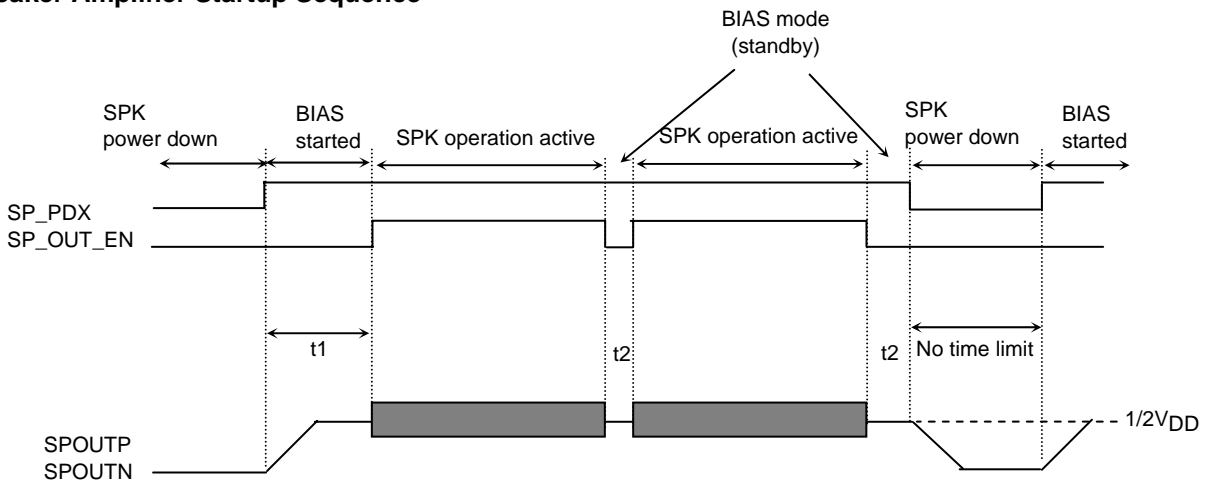 BIAS mode
(standby)
SPK
power down
BIAS
started
SPK operation active
SPK operation active
SPK
power down
BIAS
started
SP_PDX
SP_OUT_EN
t1
t2
t2
No time limit
1/2VDD
SPOUTP
SPOUTN